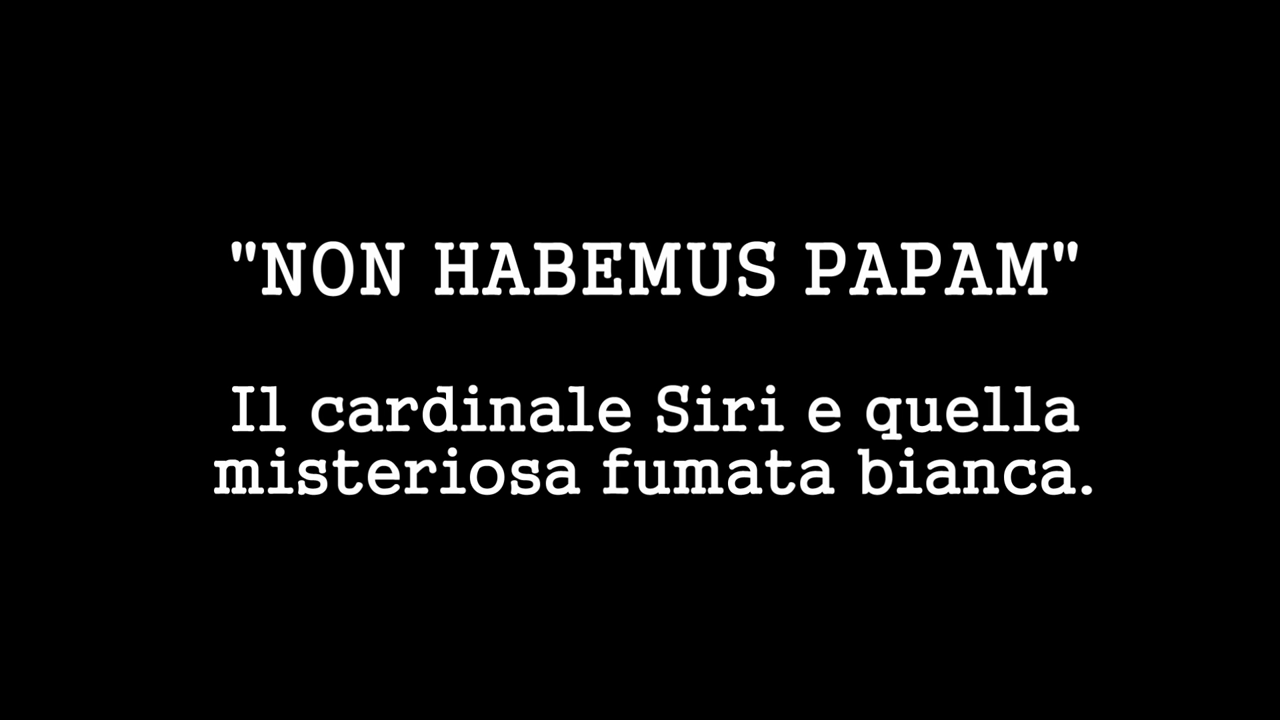 "NON HABEMUS PAPAM"
Il cardinale Siri e quella
misteriosa fumata bianca.